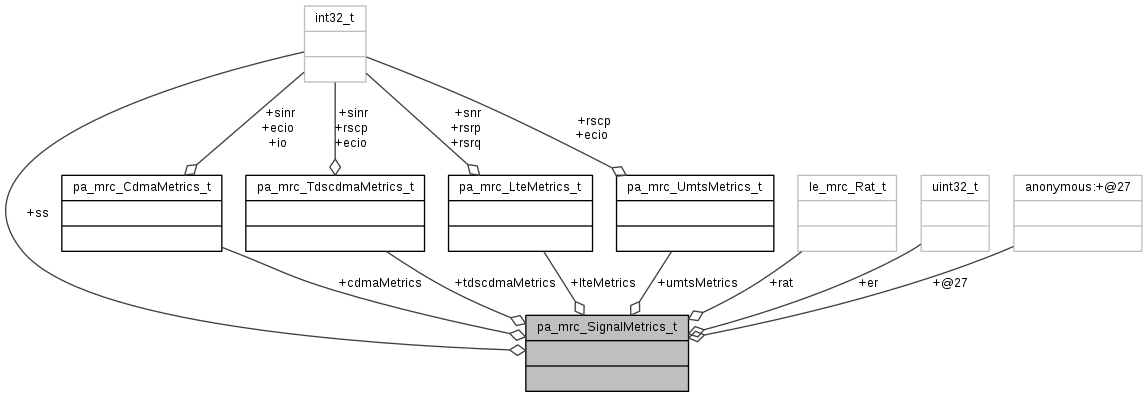 int32_t
+sinr
+ecio
+io
+sinr
+rscp
+ecio
+snr
+rsrp
+rsrq
+rscp
+ecio
pa_mrc_CdmaMetrics_t
pa_mrc_TdscdmaMetrics_t
pa_mrc_LteMetrics_t
pa_mrc_UmtsMetrics_t
le_mrc_Rat_t
uint32_t
anonymous:+@27
+ss
+cdmaMetrics
+tdscdmaMetrics
+lteMetrics
+umtsMetrics
+rat
+er
+@27
pa_mrc_SignalMetrics_t